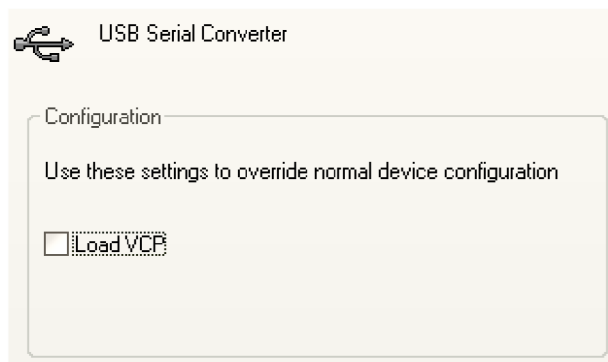 USB Serial Converter
Configuration
Use these settings to override normal device configuration
Load VCP